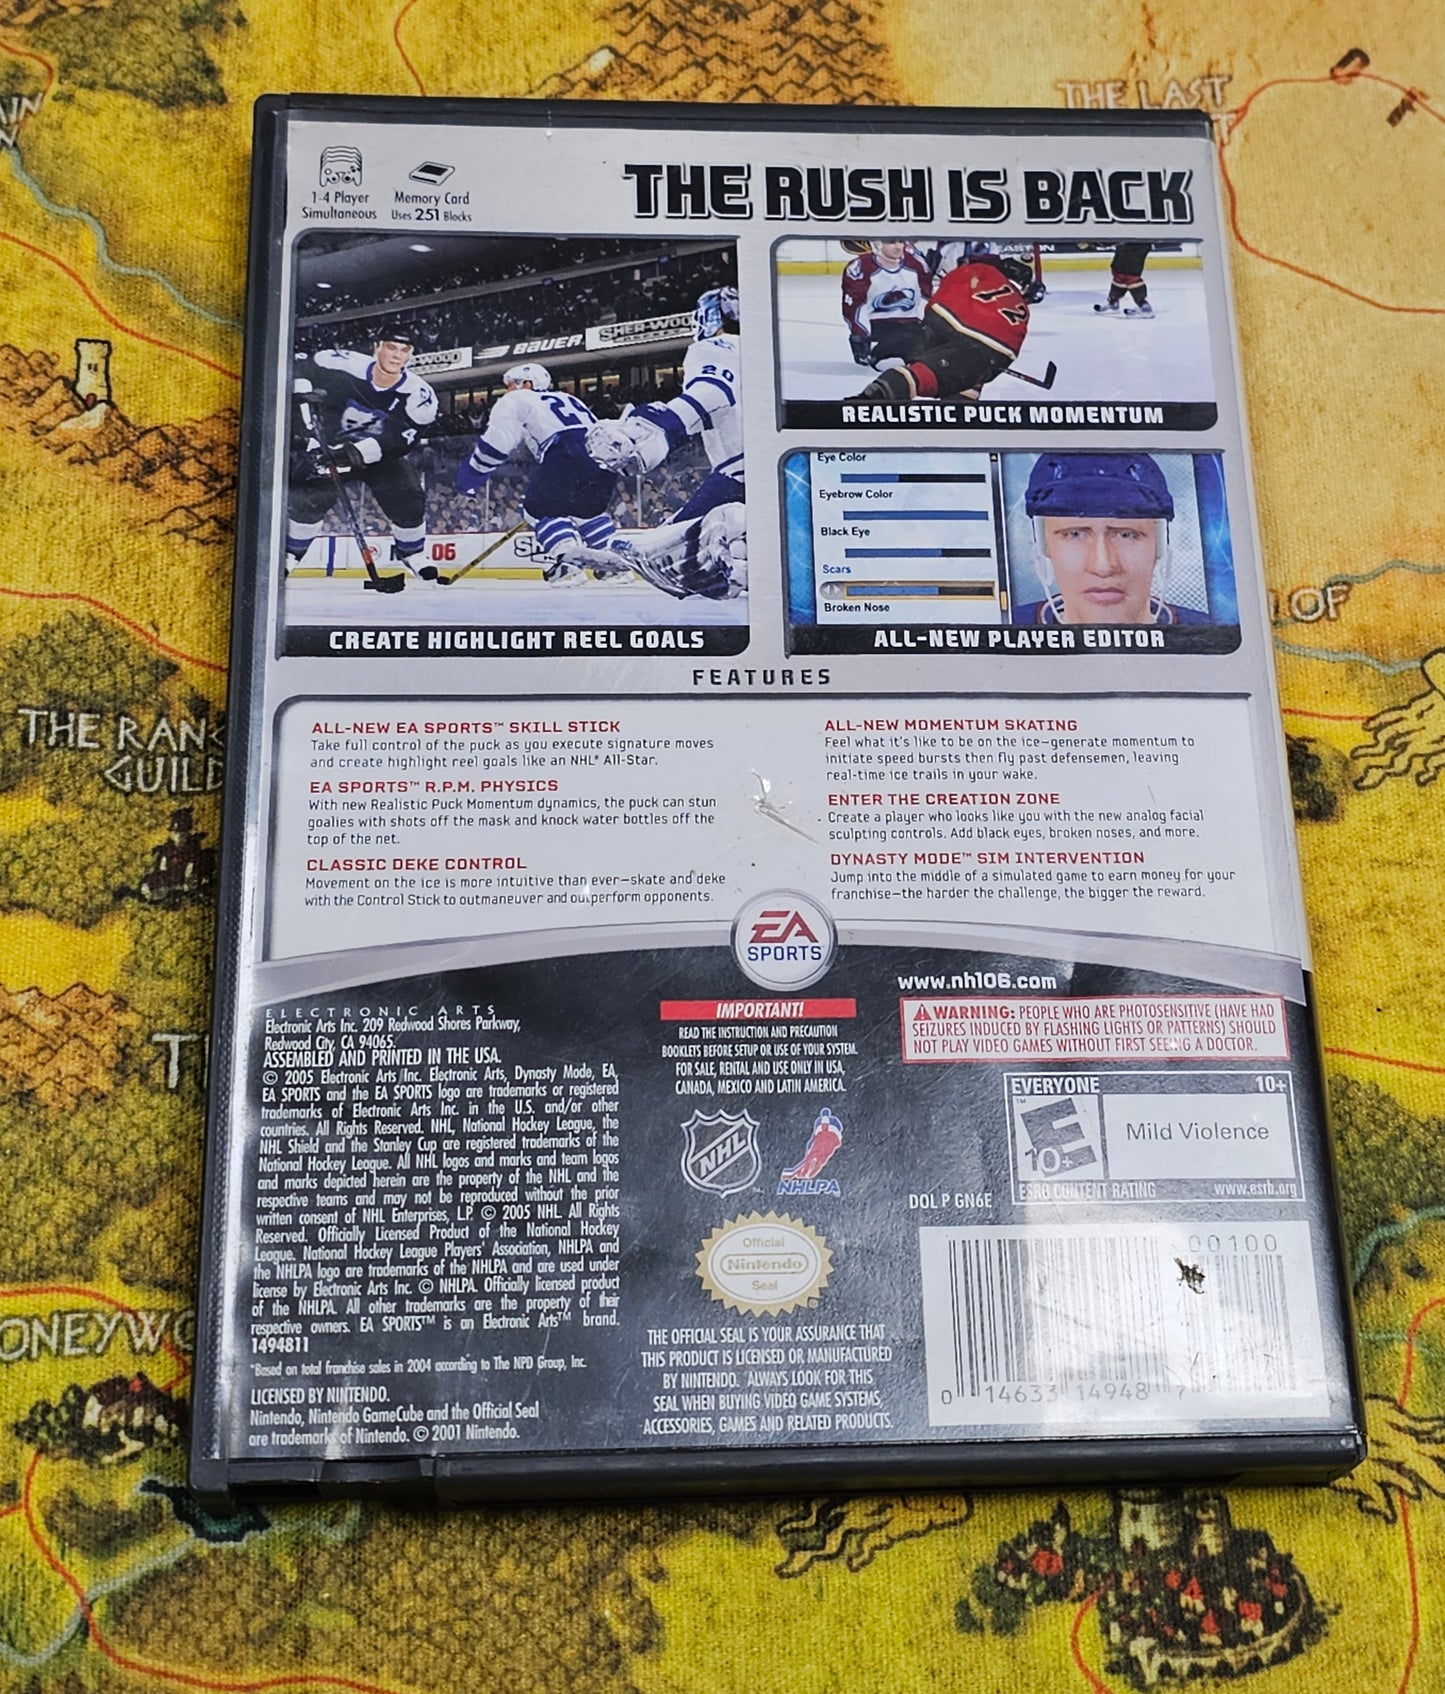 THE LAST
1-4 Player
Simultaneous
Memory Card
Uses 251 Blocks
THE RUSH IS BACK
EASTON
SHER-WOOD
BAUER
WOOD
20
24
4
06
12
REALISTIC PUCK MOMENTUM
Eye Color
Eyebrow Color
Black Eye
Scars
Broken Nose
CREATE HIGHLIGHT REEL GOALS
ALL-NEW PLAYER EDITOR
OF
FEATURES
ALL-NEW EA SPORTS™ SKILL STICK
Take full control of the puck as you execute signature moves
and create highlight reel goals like an NHL® All-Star.
EA SPORTS™ R.P.M. PHYSICS
With new Realistic Puck Momentum dynamics, the puck can stun
goalies with shots off the mask and knock water bottles off the
top of the net.
CLASSIC DEKE CONTROL
Movement on the ice is more intuitive than ever—skate and deke
with the Control Stick to outmaneuver and outperform opponents.
ALL-NEW MOMENTUM SKATING
Feel what it's like to be on the ice—generate momentum to
initiate speed bursts then fly past defensemen, leaving
real-time ice trails in your wake.
ENTER THE CREATION ZONE
Create a player who looks like you with the new analog facial
sculpting controls. Add black eyes, broken noses, and more.
DYNASTY MODE™ SIM INTERVENTION
Jump into the middle of a simulated game to earn money for your
franchise—the harder the challenge, the bigger the reward.
THE RAN
GUILD
EA
SPORTS
www.nhl06.com
ELECTRONIC ARTS
Electronic Arts Inc. 209 Redwood Shores Parkway,
Redwood City, CA 94065.
ASSEMBLED AND PRINTED IN THE USA.
© 2005 Electronic Arts Inc. Electronic Arts, Dynasty Mode, EA,
EA SPORTS and the EA SPORTS logo are trademarks or registered
trademarks of Electronic Arts Inc. in the U.S. and/or other
countries. All Rights Reserved. NHL, National Hockey League, the
NHL Shield and the Stanley Cup are registered trademarks of the
National Hockey League. All NHL logos and marks and team logos
and marks depicted herein are the property of the NHL and the
respective teams and may not be reproduced without the prior
written consent of NHL Enterprises, L.P. © 2005 NHL. All Rights
Reserved. Officially Licensed Product of the National Hockey
League. National Hockey League Players' Association, NHLPA and
the NHLPA logo are trademarks of the NHLPA and are used under
license by Electronic Arts Inc. © NHLPA. Officially licensed product
of the NHLPA. All other trademarks are the property of their
respective owners. EA SPORTS™ is an Electronic Arts™ brand.
1494811
*Based on total franchise sales in 2004 according to The NPD Group, Inc.
LICENSED BY NINTENDO.
Nintendo, Nintendo GameCube and the Official Seal
are trademarks of Nintendo. © 2001 Nintendo.
IMPORTANT!
READ THE INSTRUCTION AND PRECAUTION
BOOKLETS BEFORE SETUP OR USE OF YOUR SYSTEM.
FOR SALE, RENTAL AND USE ONLY IN USA,
CANADA, MEXICO AND LATIN AMERICA.
NHL
NHLPA
Official
Nintendo
Seal
THE OFFICIAL SEAL IS YOUR ASSURANCE THAT
THIS PRODUCT IS LICENSED OR MANUFACTURED
BY NINTENDO. ALWAYS LOOK FOR THIS
SEAL WHEN BUYING VIDEO GAME SYSTEMS,
ACCESSORIES, GAMES AND RELATED PRODUCTS.
WARNING: PEOPLE WHO ARE PHOTOSENSITIVE (HAVE HAD
SEIZURES INDUCED BY FLASHING LIGHTS OR PATTERNS) SHOULD
NOT PLAY VIDEO GAMES WITHOUT FIRST SEEING A DOCTOR.
EVERYONE 10+
E
10+
Mild Violence
ESRB CONTENT RATING www.esrb.org
DOL P GN6E
00100
0 14633 14948 7
ONEYWO